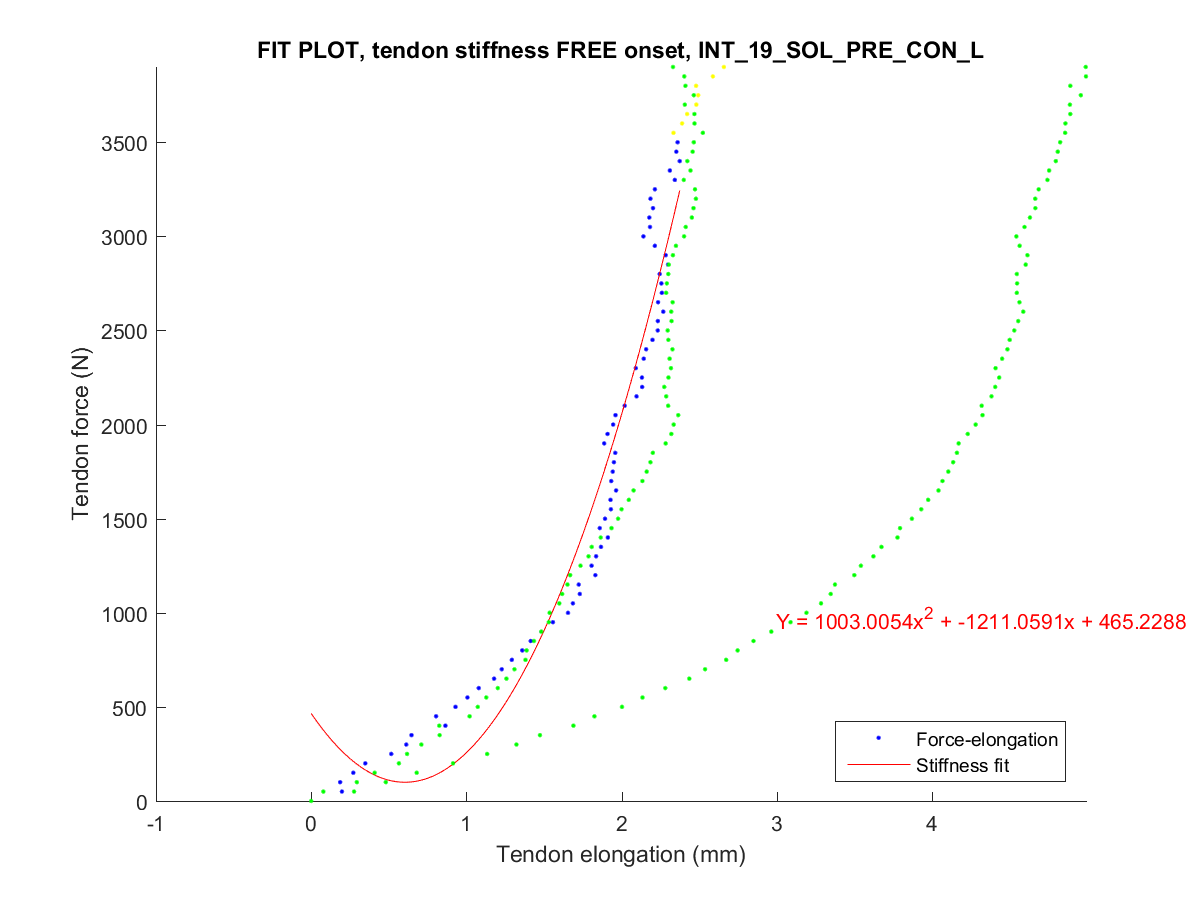 FIT PLOT, tendon stiffness FREE onset, INT_19_SOL_PRE_CON_L
Tendon force (N)
3500
3000
2500
2000
1500
1000
500
0
Y = 1003.0054x² + -1211.0591x + 465.2288
Force-elongation
Stiffness fit
-1 0 1 2 3 4
Tendon elongation (mm)